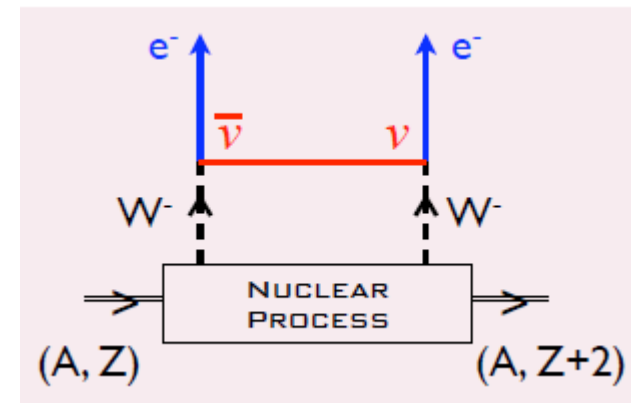 e⁻ e⁻
ν̅ ν
W⁻ W⁻
NUCLEAR
PROCESS
(A, Z) (A, Z+2)